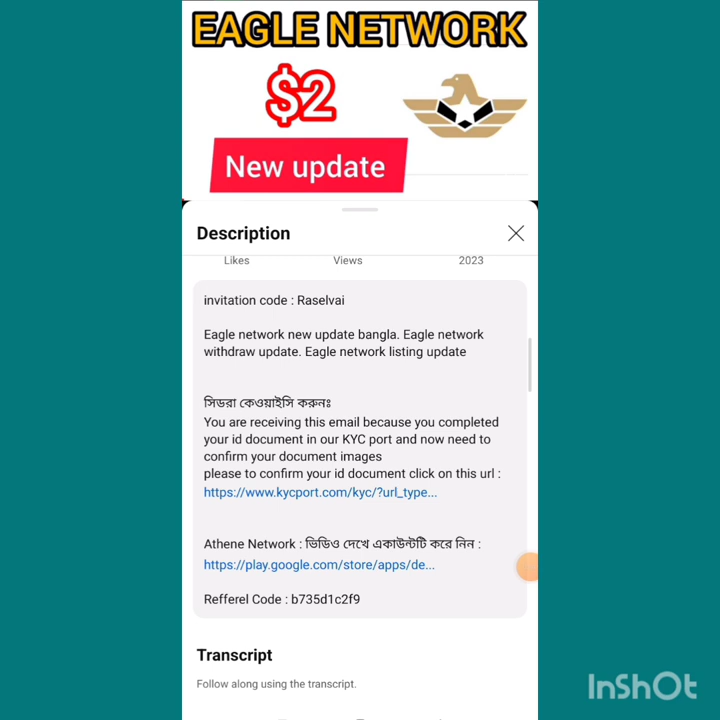 EAGLE NETWORK
$2
New update
Description
Likes Views 2023
invitation code : Raselvai
Eagle network new update bangla. Eagle network
withdraw update. Eagle network listing update
সিডরা কেওয়াইসি করুনঃ
You are receiving this email because you completed
your id document in our KYC port and now need to
confirm your document images
please to confirm your id document click on this url :
https://www.kycport.com/kyc/?url_type...
Athene Network : ভিডিও দেখে একাউন্টটি করে নিন :
https://play.google.com/store/apps/de...
Refferel Code : b735d1c2f9
Transcript
Follow along using the transcript.
InShOt